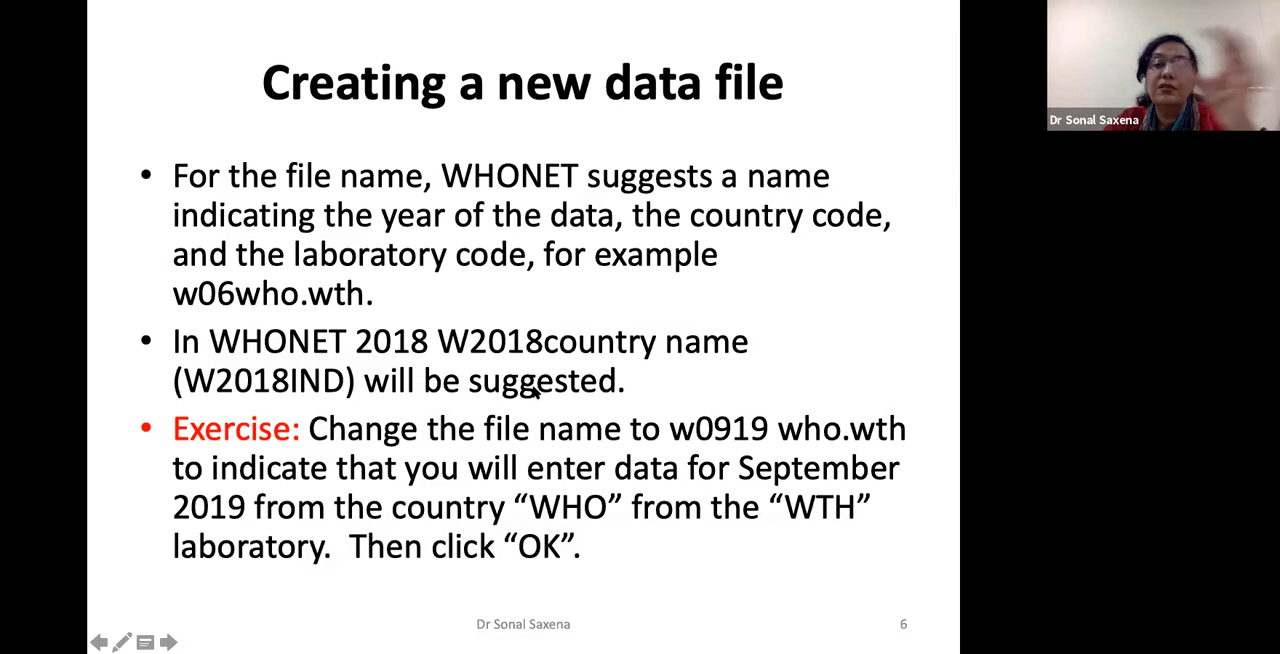 Creating a new data file
• For the file name, WHONET suggests a name
indicating the year of the data, the country code,
and the laboratory code, for example
w06who.wth.
• In WHONET 2018 W2018country name
(W2018IND) will be suggested.
• Exercise: Change the file name to w0919 who.wth
to indicate that you will enter data for September
2019 from the country “WHO” from the “WTH”
laboratory.  Then click “OK”.
Dr Sonal Saxena
6
Dr Sonal Saxena